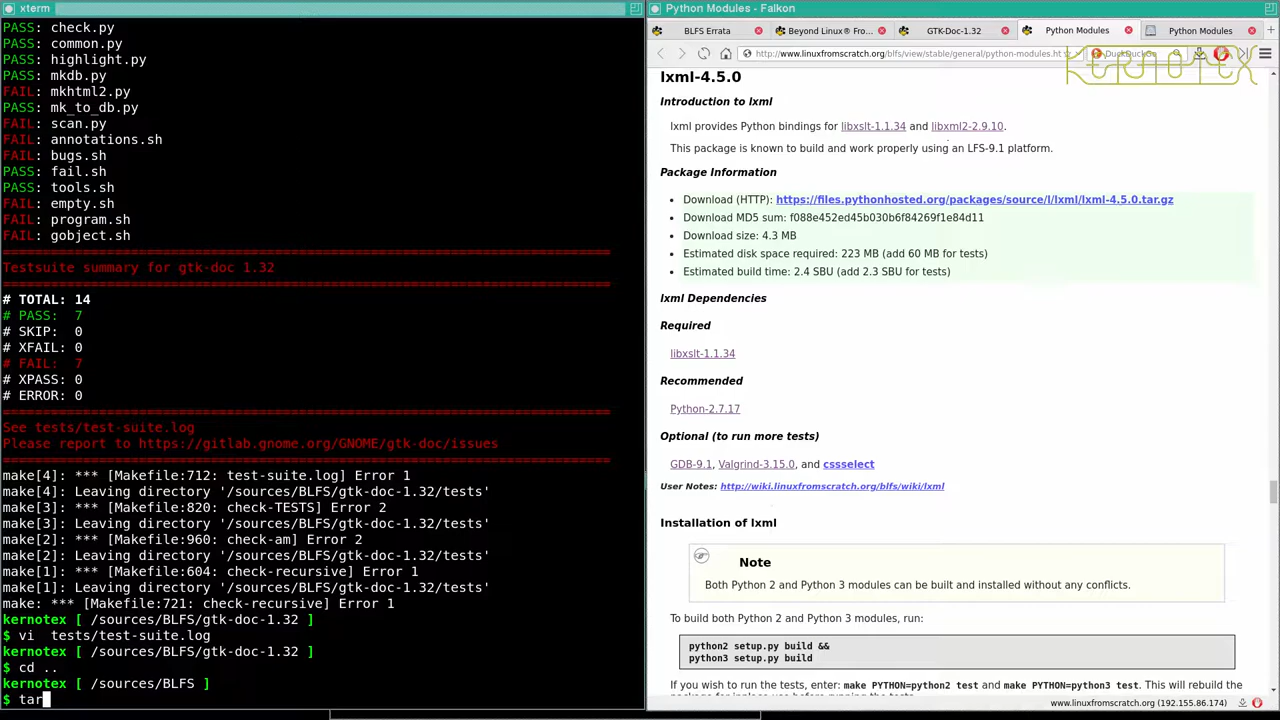 xterm
PASS: check.py
PASS: common.py
PASS: highlight.py
PASS: mkdb.py
FAIL: mkhtml2.py
PASS: mk_to_db.py
FAIL: scan.py
FAIL: annotations.sh
FAIL: bugs.sh
PASS: fail.sh
PASS: tools.sh
FAIL: empty.sh
FAIL: program.sh
FAIL: gobject.sh
============================================================================
Testsuite summary for gtk-doc 1.32
============================================================================
# TOTAL: 14
# PASS:  7
# SKIP:  0
# XFAIL: 0
# FAIL:  7
# XPASS: 0
# ERROR: 0
============================================================================
See tests/test-suite.log
Please report to https://gitlab.gnome.org/GNOME/gtk-doc/issues
============================================================================
make[4]: *** [Makefile:712: test-suite.log] Error 1
make[4]: Leaving directory '/sources/BLFS/gtk-doc-1.32/tests'
make[3]: *** [Makefile:820: check-TESTS] Error 2
make[3]: Leaving directory '/sources/BLFS/gtk-doc-1.32/tests'
make[2]: *** [Makefile:960: check-am] Error 2
make[2]: Leaving directory '/sources/BLFS/gtk-doc-1.32/tests'
make[1]: *** [Makefile:604: check-recursive] Error 1
make[1]: Leaving directory '/sources/BLFS/gtk-doc-1.32/tests'
make: *** [Makefile:721: check-recursive] Error 1
kernotex [ /sources/BLFS/gtk-doc-1.32 ]
$ vi  tests/test-suite.log
kernotex [ /sources/BLFS/gtk-doc-1.32 ]
$ cd ..
kernotex [ /sources/BLFS ]
$ tar
Python Modules - Falkon
BLFS Errata
Beyond Linux® Fro...
GTK-Doc-1.32
Python Modules
Python Modules
http://www.linuxfromscratch.org/blfs/view/stable/general/python-modules.ht
DuckDuckGo
KERNOTEX
lxml-4.5.0
Introduction to lxml
lxml provides Python bindings for libxslt-1.1.34 and libxml2-2.9.10.
This package is known to build and work properly using an LFS-9.1 platform.
Package Information
• Download (HTTP): https://files.pythonhosted.org/packages/source/l/lxml/lxml-4.5.0.tar.gz
• Download MD5 sum: f088e452ed45b030b6f84269f1e84d11
• Download size: 4.3 MB
• Estimated disk space required: 223 MB (add 60 MB for tests)
• Estimated build time: 2.4 SBU (add 2.3 SBU for tests)
lxml Dependencies
Required
libxslt-1.1.34
Recommended
Python-2.7.17
Optional (to run more tests)
GDB-9.1, Valgrind-3.15.0, and cssselect
User Notes: http://wiki.linuxfromscratch.org/blfs/wiki/lxml
Installation of lxml
Note
Both Python 2 and Python 3 modules can be built and installed without any conflicts.
To build both Python 2 and Python 3 modules, run:
python2 setup.py build &&
python3 setup.py build
If you wish to run the tests, enter: make PYTHON=python2 test and make PYTHON=python3 test. This will rebuild the
www.linuxfromscratch.org (192.155.86.174)